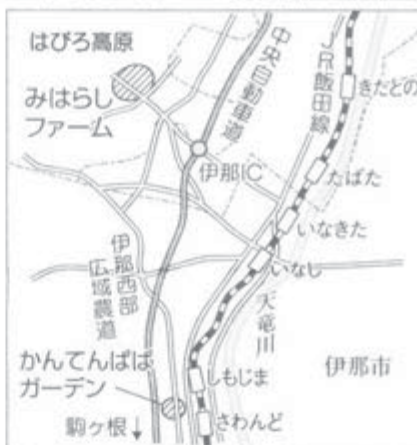 はびろ高原
みはらし
ファーム
中央自動車道
JR飯田線
きたとの
伊那IC
たばた
いなきた
いなし
伊那西部
広域農道
天竜川
かんてんぱぱ
ガーデン
しもじま
伊那市
駒ヶ根↓
さわんど